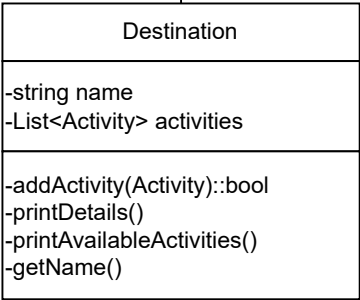 Destination
-string name
-List<Activity> activities
-addActivity(Activity)::bool
-printDetails()
-printAvailableActivities()
-getName()